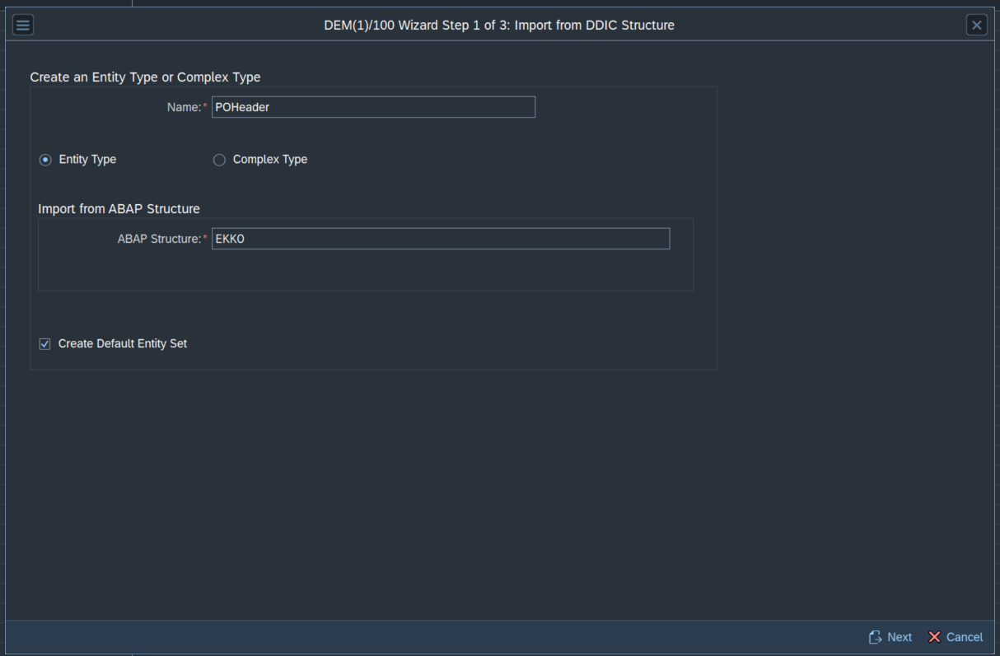 DEM(1)/100 Wizard Step 1 of 3: Import from DDIC Structure
Create an Entity Type or Complex Type
Name:* POHeader
Entity Type Complex Type
Import from ABAP Structure
ABAP Structure:* EKKO
Create Default Entity Set
Next Cancel